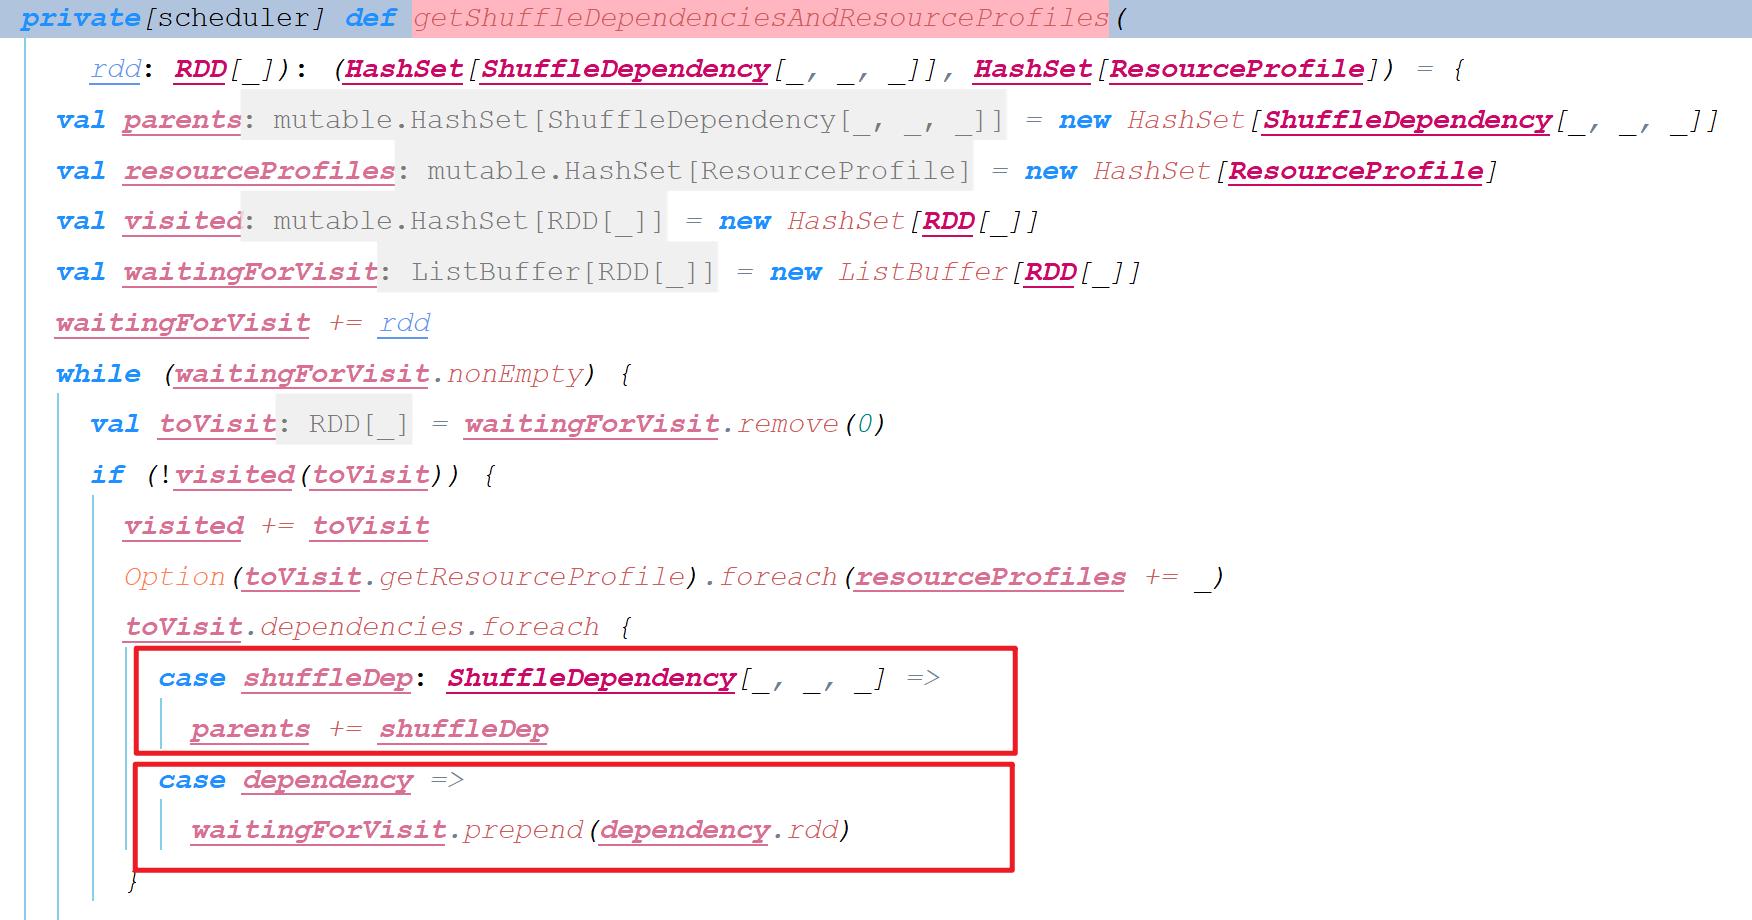 private[scheduler] def getShuffleDependenciesAndResourceProfiles(
rdd: RDD[_]): (HashSet[ShuffleDependency[_, _, _]], HashSet[ResourceProfile]) = {
val parents: mutable.HashSet[ShuffleDependency[_, _, _]] = new HashSet[ShuffleDependency[_, _, _]]
val resourceProfiles: mutable.HashSet[ResourceProfile] = new HashSet[ResourceProfile]
val visited: mutable.HashSet[RDD[_]] = new HashSet[RDD[_]]
val waitingForVisit: ListBuffer[RDD[_]] = new ListBuffer[RDD[_]]
waitingForVisit += rdd
while (waitingForVisit.nonEmpty) {
val toVisit: RDD[_] = waitingForVisit.remove(0)
if (!visited(toVisit)) {
visited += toVisit
Option(toVisit.getResourceProfile).foreach(resourceProfiles += _)
toVisit.dependencies.foreach {
case shuffleDep: ShuffleDependency[_, _, _] =>
parents += shuffleDep
case dependency =>
waitingForVisit.prepend(dependency.rdd)
}